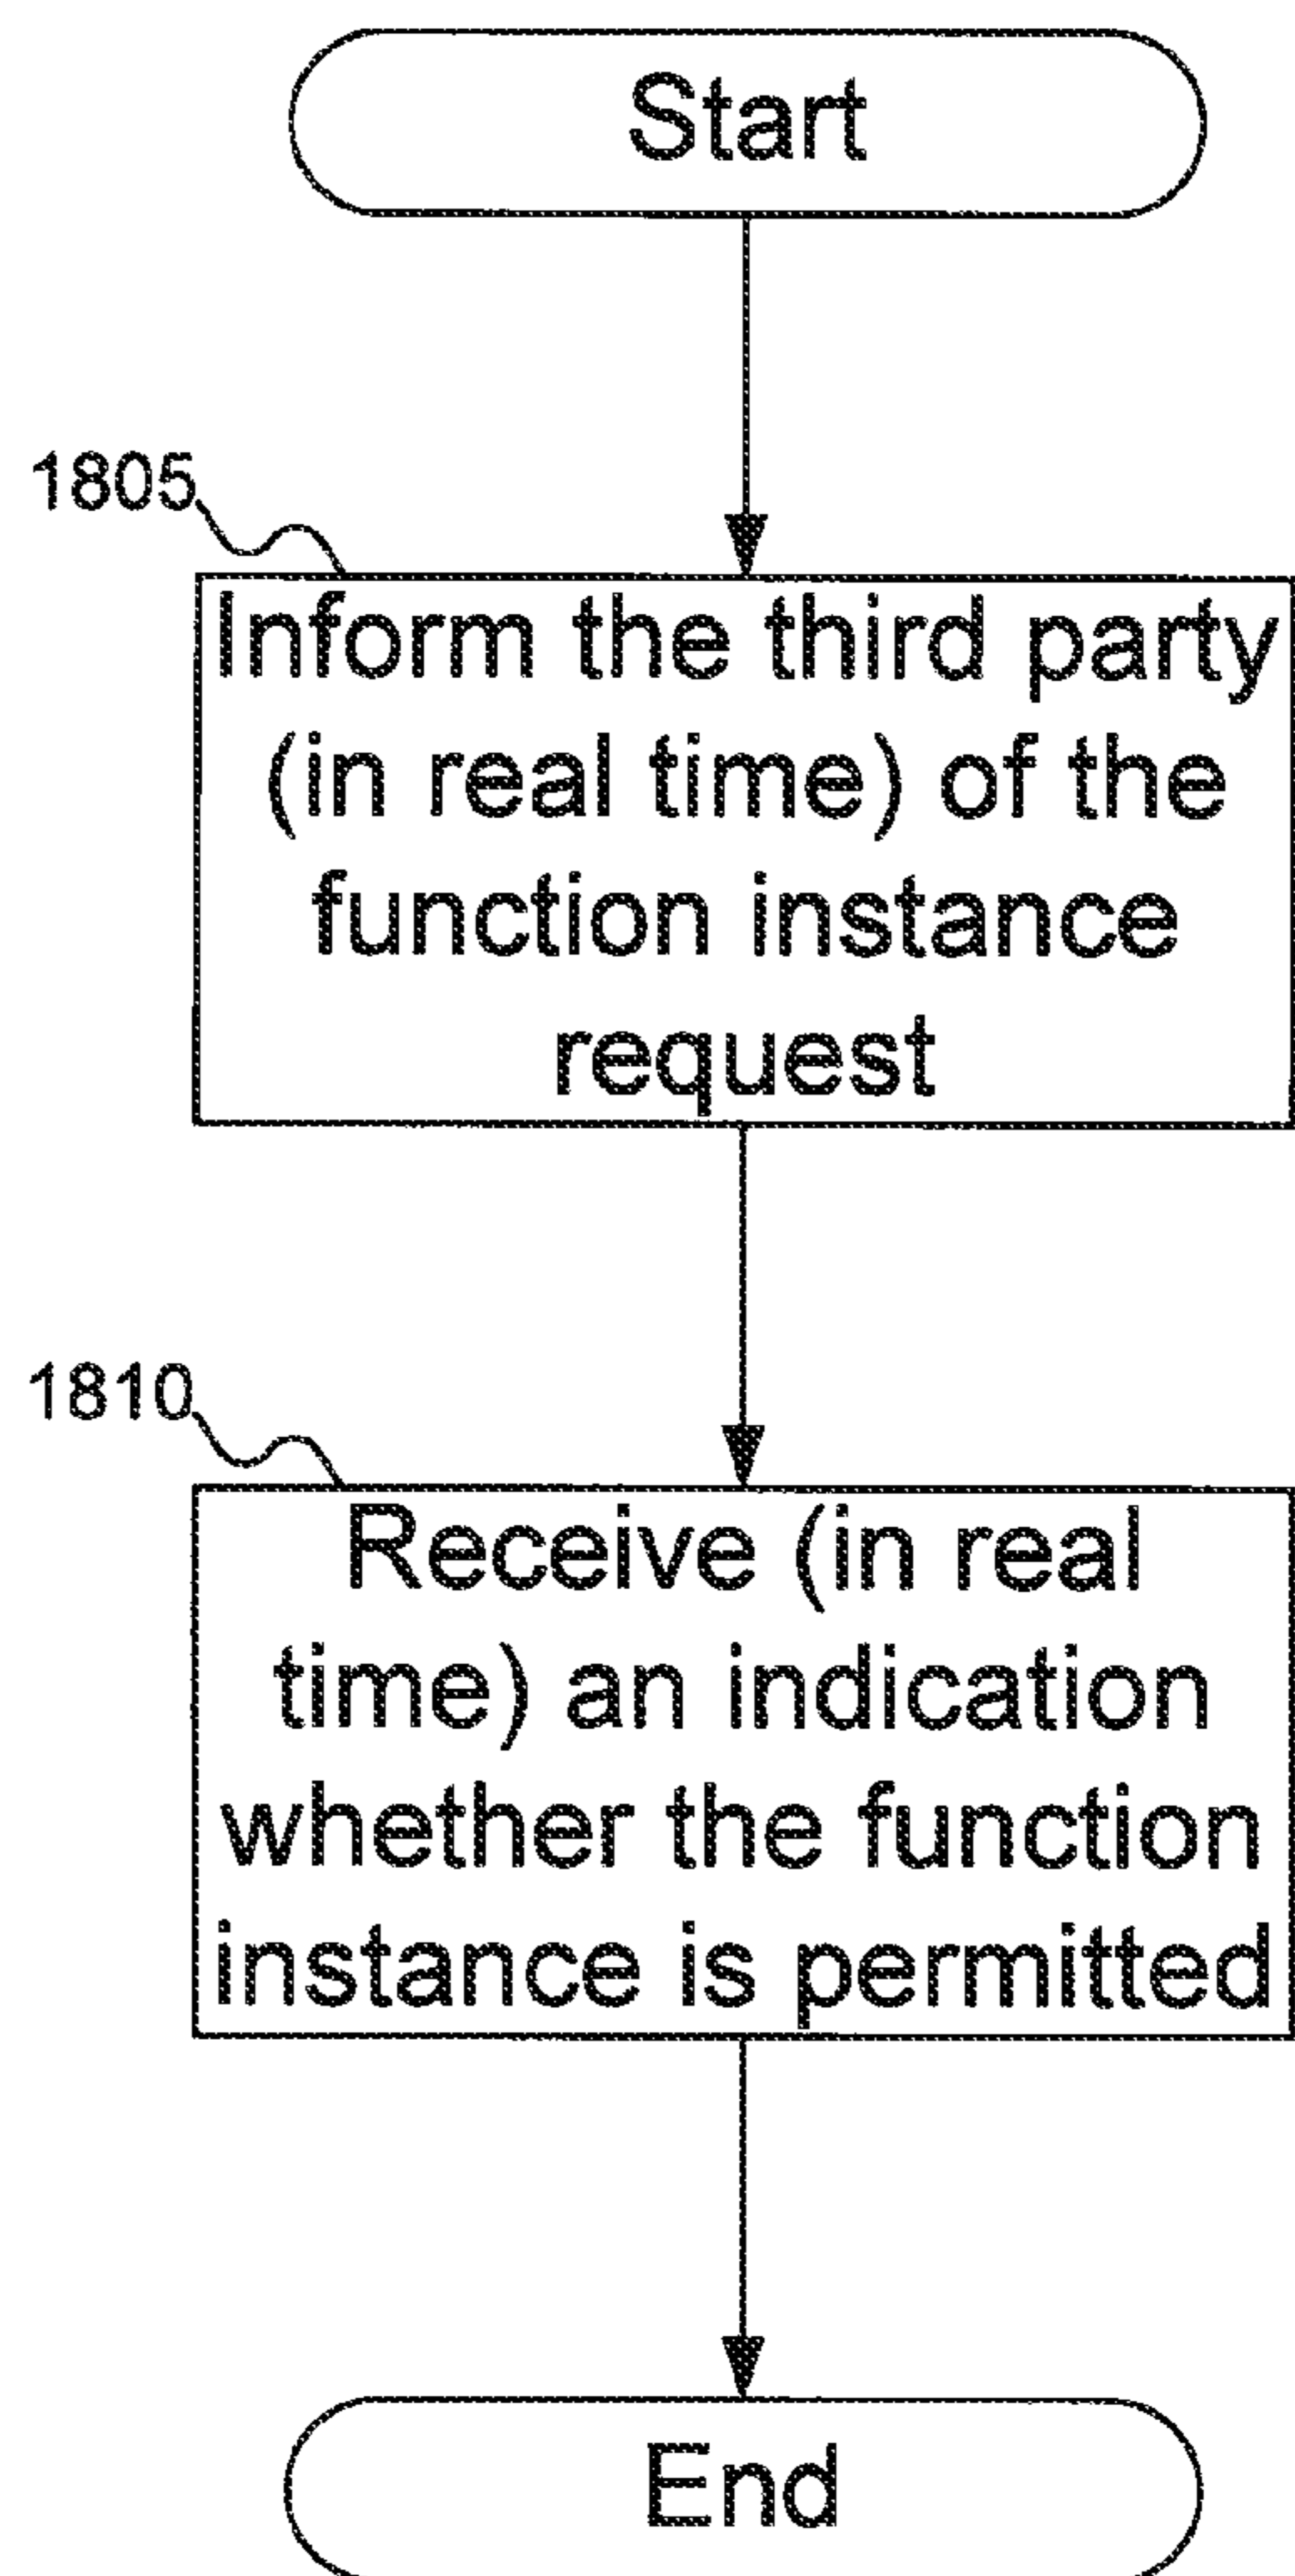 Start
1805
Inform the third party
(in real time) of the
function instance
request
1810
Receive (in real
time) an indication
whether the function
instance is permitted
End